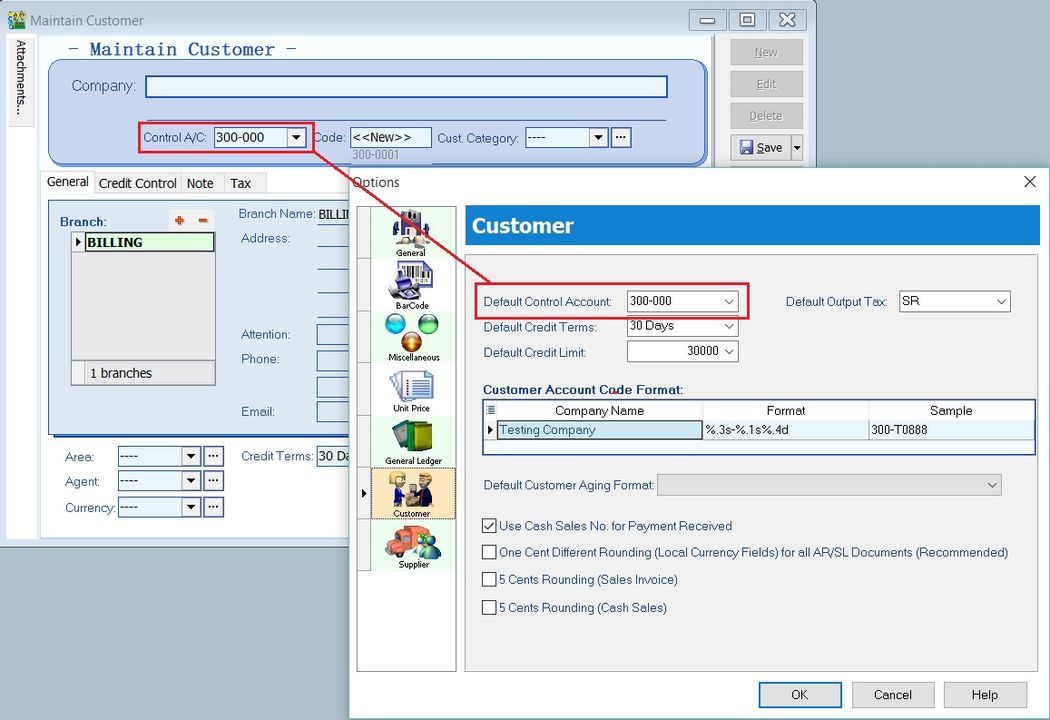 Maintain Customer
Attachments...
- Maintain Customer -
Company:
Control A/C: 300-000 Code: <<New>> Cust. Category: ----
300-0001
New
Edit
Delete
Save
General Credit Control Note Tax
Branch:
BILLING
1 branches
Branch Name: BILLI
Address:
Attention:
Phone:
Email:
Area: ----
Agent: ----
Currency: ----
Credit Terms: 30 Da
Options
General
BarCode
Miscellaneous
Unit Price
General Ledger
Customer
Supplier
Customer
Default Control Account: 300-000 Default Output Tax: SR
Default Credit Terms: 30 Days
Default Credit Limit: 30000
Customer Account Code Format:
Company Name Format Sample
Testing Company %.3s-%.1s%.4d 300-T0888
Default Customer Aging Format:
Use Cash Sales No. for Payment Received
One Cent Different Rounding (Local Currency Fields) for all AR/SL Documents (Recommended)
5 Cents Rounding (Sales Invoice)
5 Cents Rounding (Cash Sales)
OK Cancel Help